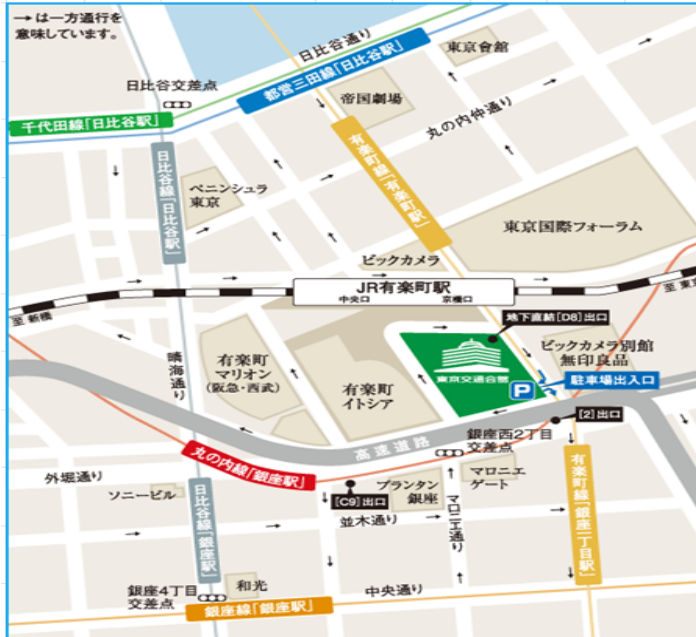 →は一方通行を
意味しています。
日比谷通り
都営三田線「日比谷駅」
東京會館
日比谷交差点
千代田線「日比谷駅」
帝国劇場
丸の内仲通り
日比谷線「日比谷駅」
有楽町線「有楽町駅」
ペニンシュラ
東京
東京国際フォーラム
ビックカメラ
JR有楽町駅
中央口
京橋口
至 新橋
至 東京
地下直結[D8]出口
ビックカメラ別館
無印良品
東京交通会館
P
駐車場出入口
晴海通り
有楽町
マリオン
(阪急・西武)
有楽町
イトシア
[2]出口
高速道路
銀座西2丁目
交差点
丸の内線「銀座駅」
外堀通り
ソニービル
日比谷線「銀座駅」
[C9]出口
プランタン
銀座
マロニエ
ゲート
マロニエ通り
有楽町線「銀座一丁目駅」
並木通り
銀座4丁目
交差点
和光
中央通り
銀座線「銀座駅」